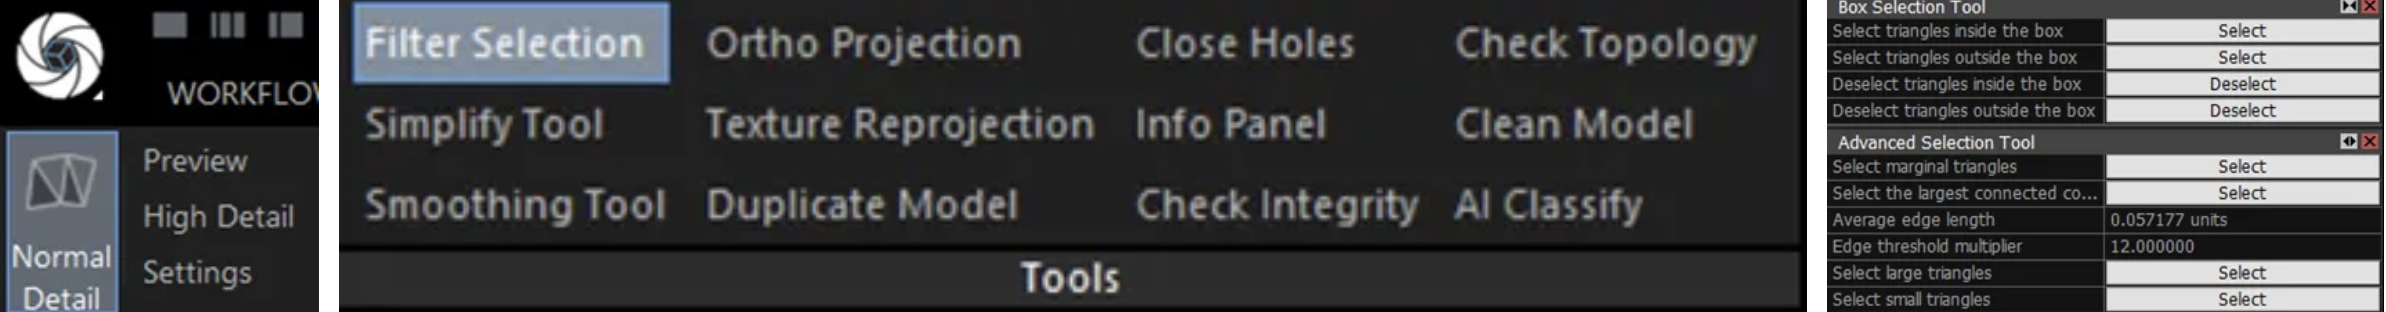 WORKFLOW
Normal
Detail
Preview
High Detail
Settings
Filter Selection
Ortho Projection
Close Holes
Check Topology
Simplify Tool
Texture Reprojection
Info Panel
Clean Model
Smoothing Tool
Duplicate Model
Check Integrity
AI Classify
Tools
Box Selection Tool
Select triangles inside the box Select
Select triangles outside the box Select
Deselect triangles inside the box Deselect
Deselect triangles outside the box Deselect
Advanced Selection Tool
Select marginal triangles Select
Select the largest connected co... Select
Average edge length 0.057177 units
Edge threshold multiplier 12.000000
Select large triangles Select
Select small triangles Select